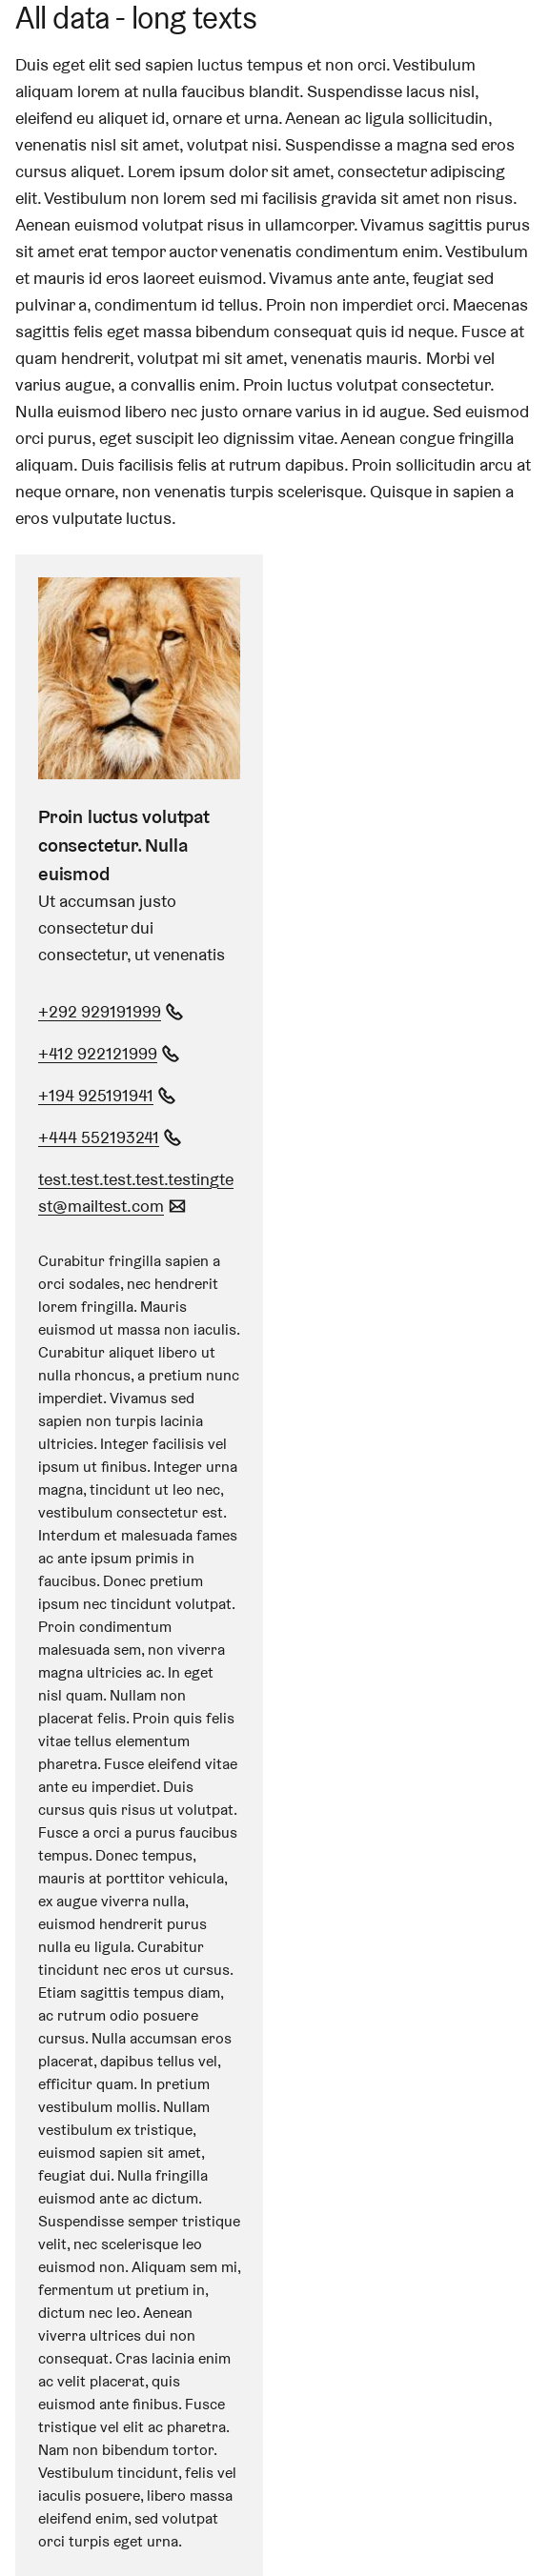 All data - long texts
Duis eget elit sed sapien luctus tempus et non orci. Vestibulum
aliquam lorem at nulla faucibus blandit. Suspendisse lacus nisl,
eleifend eu aliquet id, ornare et urna. Aenean ac ligula sollicitudin,
venenatis nisl sit amet, volutpat nisi. Suspendisse a magna sed eros
cursus aliquet. Lorem ipsum dolor sit amet, consectetur adipiscing
elit. Vestibulum non lorem sed mi facilisis gravida sit amet non risus.
Aenean euismod volutpat risus in ullamcorper. Vivamus sagittis purus
sit amet erat tempor auctor venenatis condimentum enim. Vestibulum
et mauris id eros laoreet euismod. Vivamus ante ante, feugiat sed
pulvinar a, condimentum id tellus. Proin non imperdiet orci. Maecenas
sagittis felis eget massa bibendum consequat quis id neque. Fusce at
quam hendrerit, volutpat mi sit amet, venenatis mauris. Morbi vel
varius augue, a convallis enim. Proin luctus volutpat consectetur.
Nulla euismod libero nec justo ornare varius in id augue. Sed euismod
orci purus, eget suscipit leo dignissim vitae. Aenean congue fringilla
aliquam. Duis facilisis felis at rutrum dapibus. Proin sollicitudin arcu at
neque ornare, non venenatis turpis scelerisque. Quisque in sapien a
eros vulputate luctus.
Proin luctus volutpat
consectetur. Nulla
euismod
Ut accumsan justo
consectetur dui
consectetur, ut venenatis
+292 929191999
+412 922121999
+194 925191941
+444 552193241
test.test.test.test.testingte
st@mailtest.com
Curabitur fringilla sapien a
orci sodales, nec hendrerit
lorem fringilla. Mauris
euismod ut massa non iaculis.
Curabitur aliquet libero ut
nulla rhoncus, a pretium nunc
imperdiet. Vivamus sed
sapien non turpis lacinia
ultricies. Integer facilisis vel
ipsum ut finibus. Integer urna
magna, tincidunt ut leo nec,
vestibulum consectetur est.
Interdum et malesuada fames
ac ante ipsum primis in
faucibus. Donec pretium
ipsum nec tincidunt volutpat.
Proin condimentum
malesuada sem, non viverra
magna ultricies ac. In eget
nisl quam. Nullam non
placerat felis. Proin quis felis
vitae tellus elementum
pharetra. Fusce eleifend vitae
ante eu imperdiet. Duis
cursus quis risus ut volutpat.
Fusce a orci a purus faucibus
tempus. Donec tempus,
mauris at porttitor vehicula,
ex augue viverra nulla,
euismod hendrerit purus
nulla eu ligula. Curabitur
tincidunt nec eros ut cursus.
Etiam sagittis tempus diam,
ac rutrum odio posuere
cursus. Nulla accumsan eros
placerat, dapibus tellus vel,
efficitur quam. In pretium
vestibulum mollis. Nullam
vestibulum ex tristique,
euismod sapien sit amet,
feugiat dui. Nulla fringilla
euismod ante ac dictum.
Suspendisse semper tristique
velit, nec scelerisque leo
euismod non. Aliquam sem mi,
fermentum ut pretium in,
dictum nec leo. Aenean
viverra ultrices dui non
consequat. Cras lacinia enim
ac velit placerat, quis
euismod ante finibus. Fusce
tristique vel elit ac pharetra.
Nam non bibendum tortor.
Vestibulum tincidunt, felis vel
iaculis posuere, libero massa
eleifend enim, sed volutpat
orci turpis eget urna.